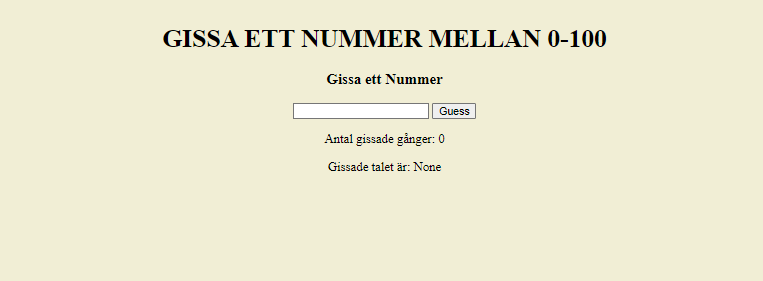 GISSA ETT NUMMER MELLAN 0-100
Gissa ett Nummer
Guess
Antal gissade gånger: 0
Gissade talet är: None